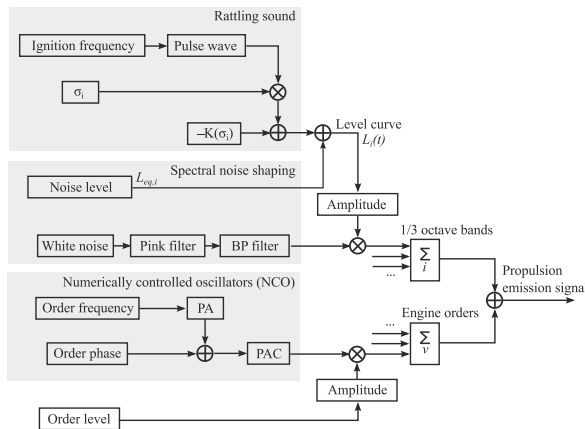 Rattling sound
Ignition frequency
Pulse wave
σi
–K(σi)
Level curve
Li(t)
Spectral noise shaping
Noise level
Leq,i
Amplitude
White noise
Pink filter
BP filter
1/3 octave bands
...
Σ
i
Numerically controlled oscillators (NCO)
Order frequency
PA
Order phase
PAC
Engine orders
...
Σ
v
Propulsion
emission signa
Amplitude
Order level